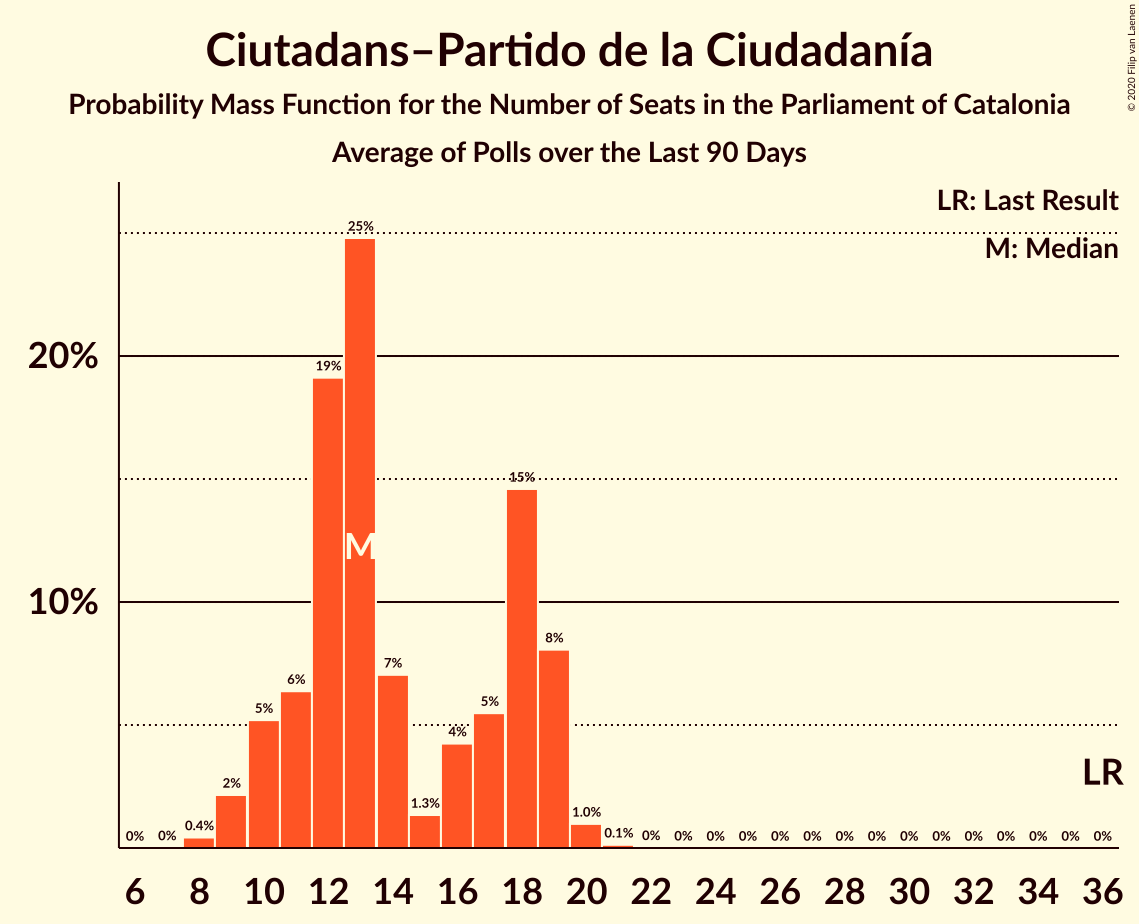 Ciutadans–Partido de la Ciudadanía
Probability Mass Function for the Number of Seats in the Parliament of Catalonia
Average of Polls over the Last 90 Days
© 2020 Filip van Laenen
LR: Last Result
M: Median
20%
10%
0% 0% 0.4% 2% 5% 6% 19% 25% 7% 1.3% 4% 5% 15% 8% 1.0% 0.1% 0% 0% 0% 0% 0% 0% 0% 0% 0% 0% 0% 0% 0% 0% 0%
M
LR
6 8 10 12 14 16 18 20 22 24 26 28 30 32 34 36